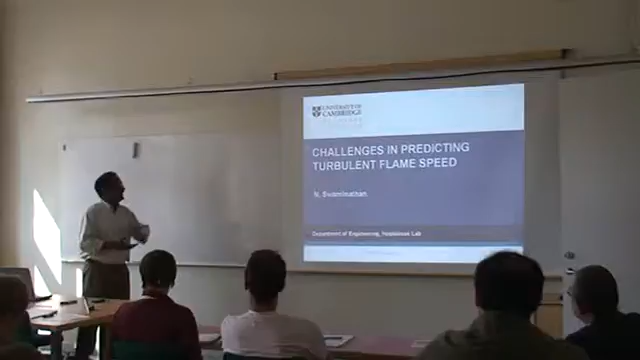 UNIVERSITY OF
CAMBRIDGE
CHALLENGES IN PREDICTING
TURBULENT FLAME SPEED
N. Swaminathan
Department of Engineering, Hopkinson Lab